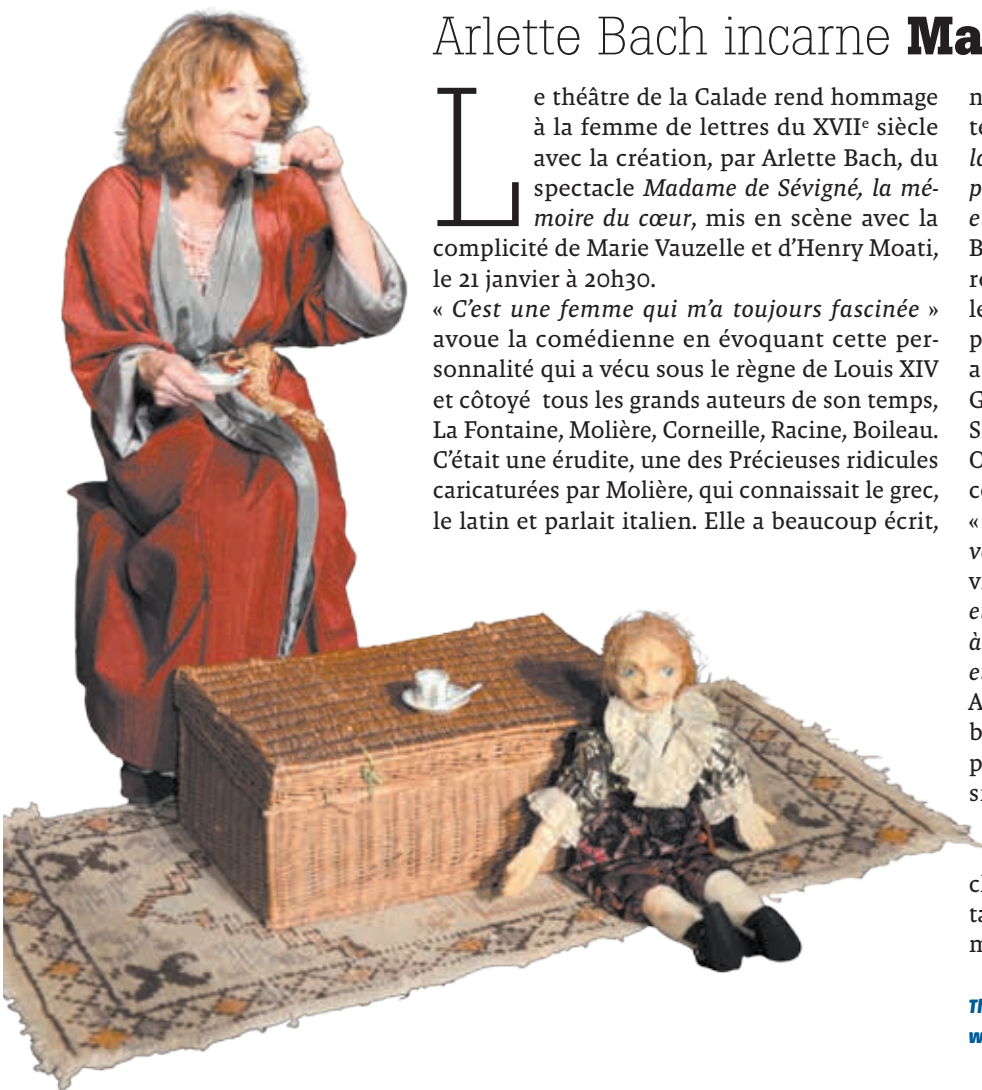 Arlette Bach incarne Ma
Le théâtre de la Calade rend hommage
à la femme de lettres du XVIIe siècle
avec la création, par Arlette Bach, du
spectacle Madame de Sévigné, la mé-
moire du cœur, mis en scène avec la
complicité de Marie Vauzelle et d'Henry Moati,
le 21 janvier à 20h30.
« C'est une femme qui m'a toujours fascinée »
avoue la comédienne en évoquant cette per-
sonnalité qui a vécu sous le règne de Louis XIV
et côtoyé tous les grands auteurs de son temps,
La Fontaine, Molière, Corneille, Racine, Boileau.
C'était une érudite, une des Précieuses ridicules
caricaturées par Molière, qui connaissait le grec,
le latin et parlait italien. Elle a beaucoup écrit,